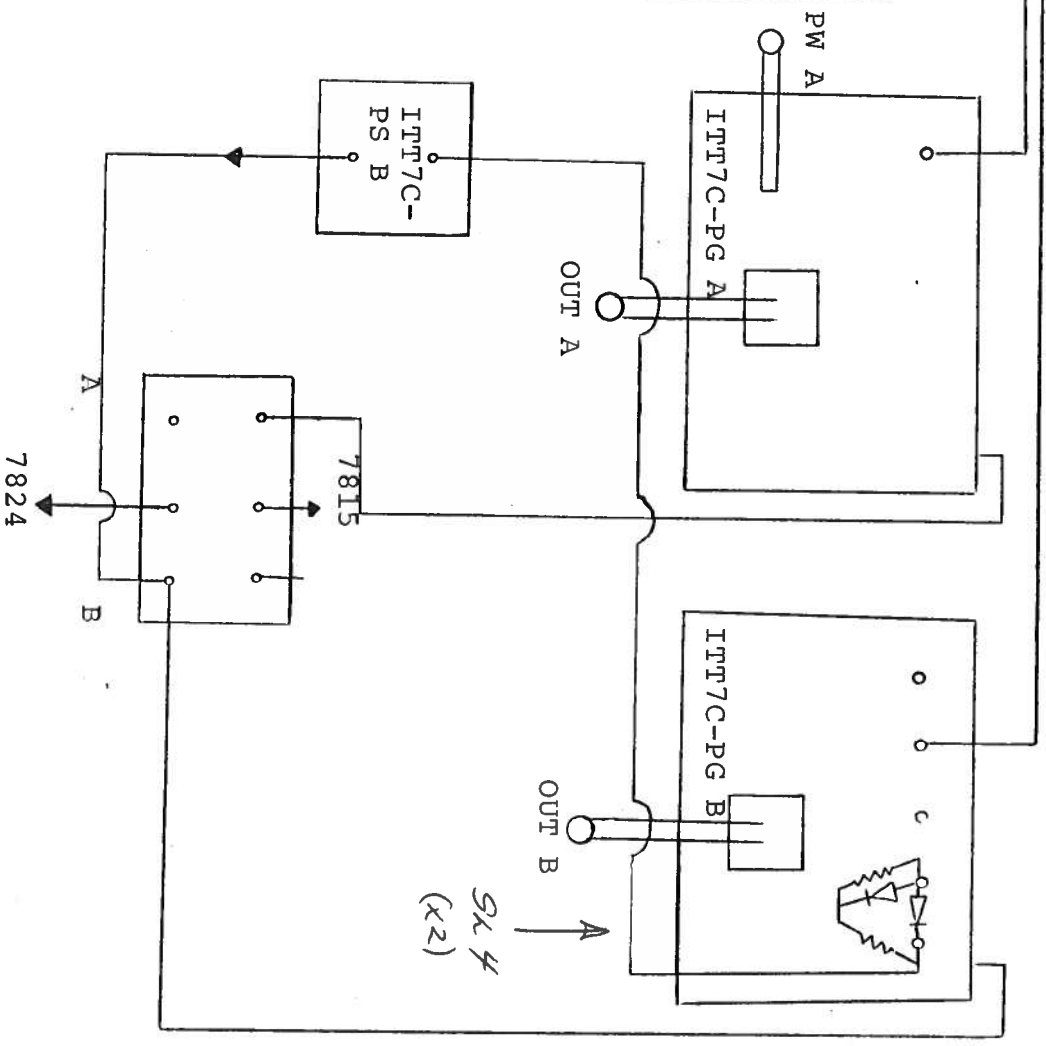 PW A
ITT7C-PG A
ITT7C-
PS B
OUT A
A
7815
7824
B
ITT7C-PG B
OUT B
SK 4
(x2)